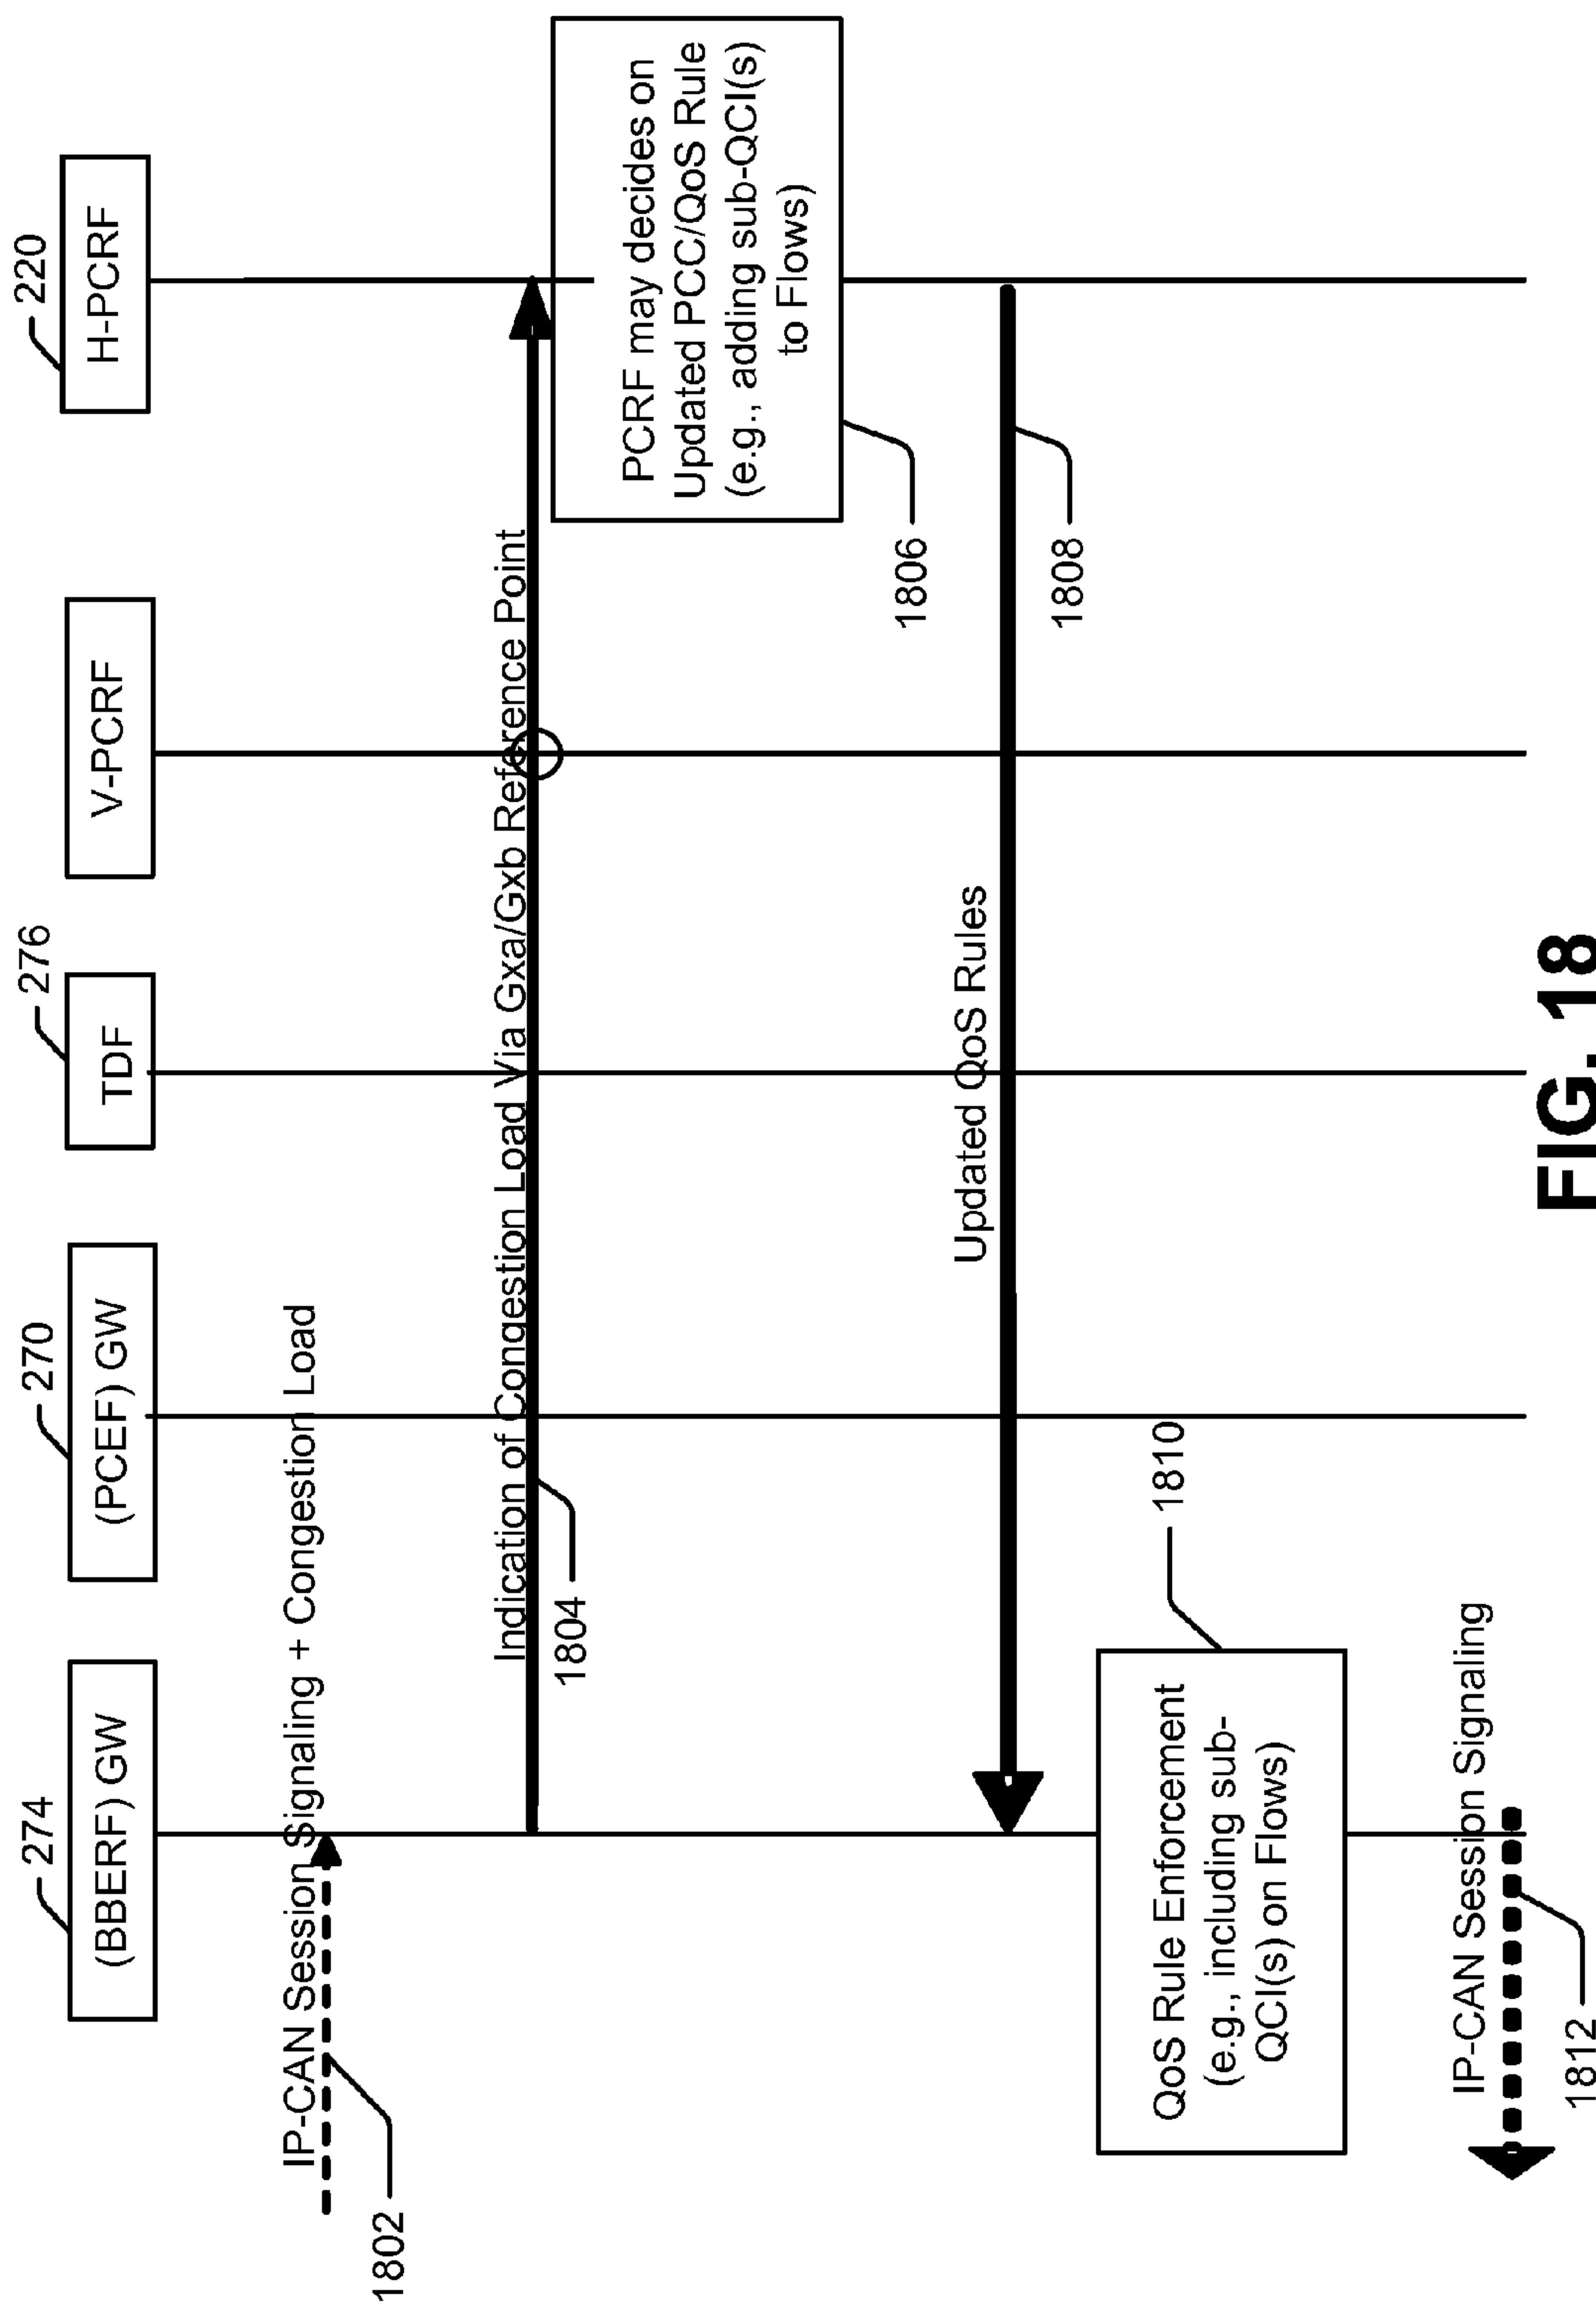 274
270
276
220
(BBERF) GW
(PCEF) GW
TDF
V-PCRF
H-PCRF
IP-CAN Session Signaling + Congestion Load
1802
Indication of Congestion Load Via Gxa/Gxb Reference Point
1804
PCRF may decides on
Updated PCC/QoS Rule
(e.g., adding sub-QCI(s)
to Flows)
1806
Updated QoS Rules
1808
1810
QoS Rule Enforcement
(e.g., including sub-
QCI(s) on Flows)
IP-CAN Session Signaling
1812
FIG. 18